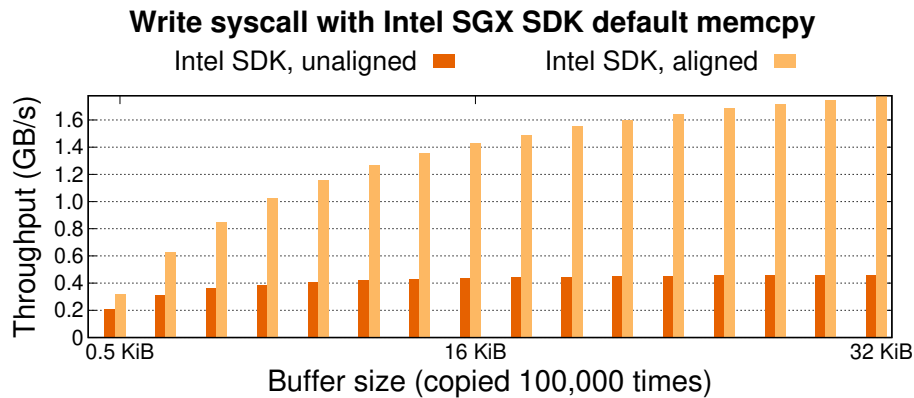 Write syscall with Intel SGX SDK default memcpy
Intel SDK, unaligned
Intel SDK, aligned
Throughput (GB/s)
1.6
1.4
1.2
1.0
0.8
0.6
0.4
0.2
0
0.5 KiB
16 KiB
32 KiB
Buffer size (copied 100,000 times)